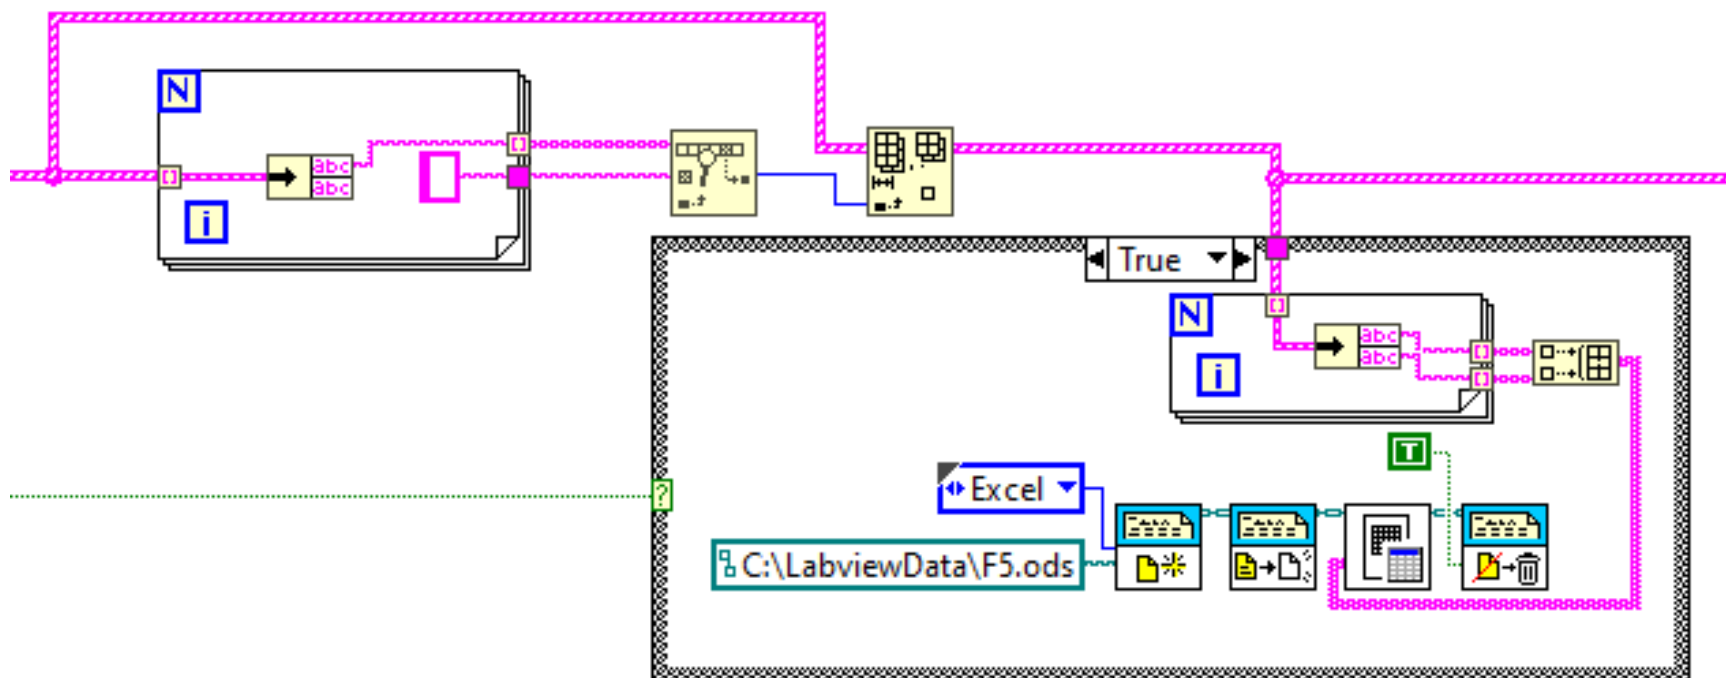 N
abc
abc
i
True
N
abc
abc
i
T
Excel
?
C:\LabviewData\F5.ods